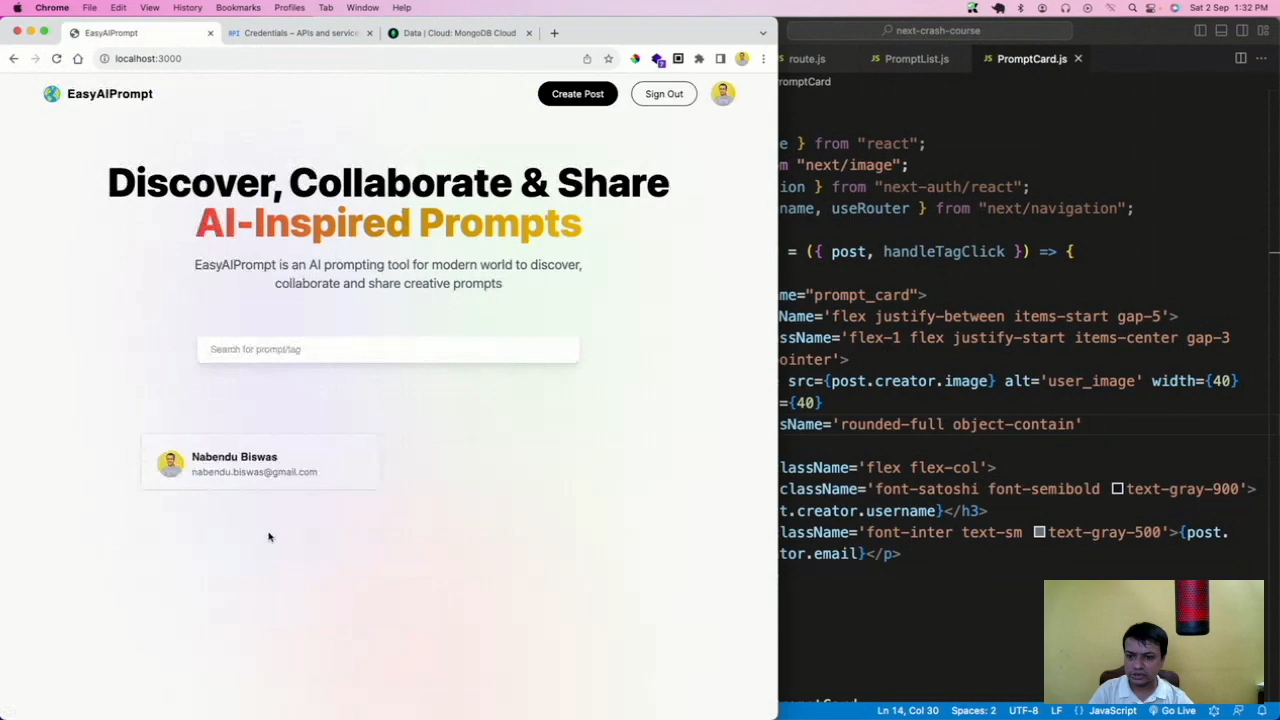 Chrome File Edit View History Bookmarks Profiles Tab Window Help
Sat 2 Sep 1:32 PM
EasyAIPrompt
Credentials – APIs and service
Data | Cloud: MongoDB Cloud
localhost:3000
EasyAIPrompt
Create Post
Sign Out
Discover, Collaborate & Share
AI-Inspired Prompts
EasyAIPrompt is an AI prompting tool for modern world to discover,
collaborate and share creative prompts
Search for prompt/tag
Nabendu Biswas
nabendu.biswas@gmail.com
next-crash-course
route.js
PromptList.js
PromptCard.js
romptCard
e } from "react";
from "next/image";
ion } from "next-auth/react";
name, useRouter } from "next/navigation";
= ({ post, handleTagClick }) => {
me="prompt_card">
Name='flex justify-between items-start gap-5'>
ssName='flex-1 flex justify-start items-center gap-3
ointer'>
src={post.creator.image} alt='user_image' width={40}
={40}
sName='rounded-full object-contain'
lassName='flex flex-col'>
className='font-satoshi font-semibold text-gray-900'>
t.creator.username}</h3>
lassName='font-inter text-sm text-gray-500'>{post.
tor.email}</p>
Ln 14, Col 30 Spaces: 2 UTF-8 LF JavaScript Go Live